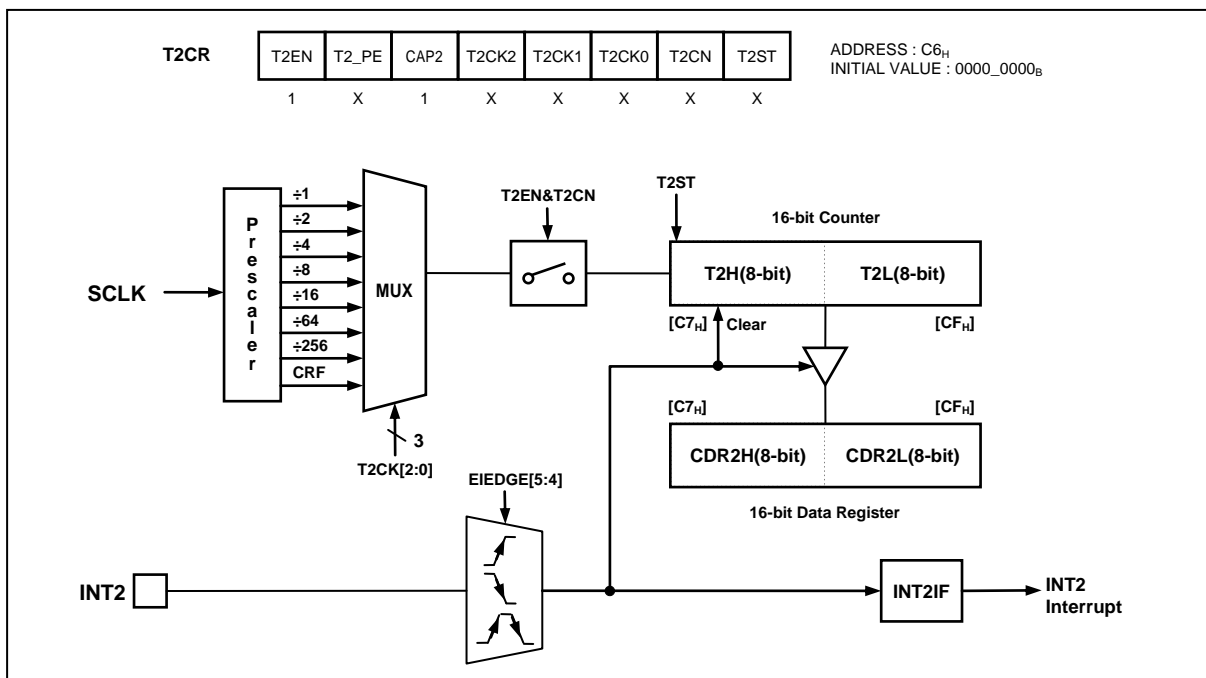 T2CR
T2EN T2_PE CAP2 T2CK2 T2CK1 T2CK0 T2CN T2ST
1 X 1 X X X X X
ADDRESS : C6H
INITIAL VALUE : 0000_0000B
SCLK
Prescaler
÷1
÷2
÷4
÷8
÷16
÷64
÷256
CRF
MUX
3
T2CK[2:0]
T2EN&T2CN
T2ST
16-bit Counter
T2H(8-bit) T2L(8-bit)
[C7H] Clear [CFH]
[C7H] [CFH]
CDR2H(8-bit) CDR2L(8-bit)
16-bit Data Register
EIEDGE[5:4]
INT2
INT2IF
INT2
Interrupt